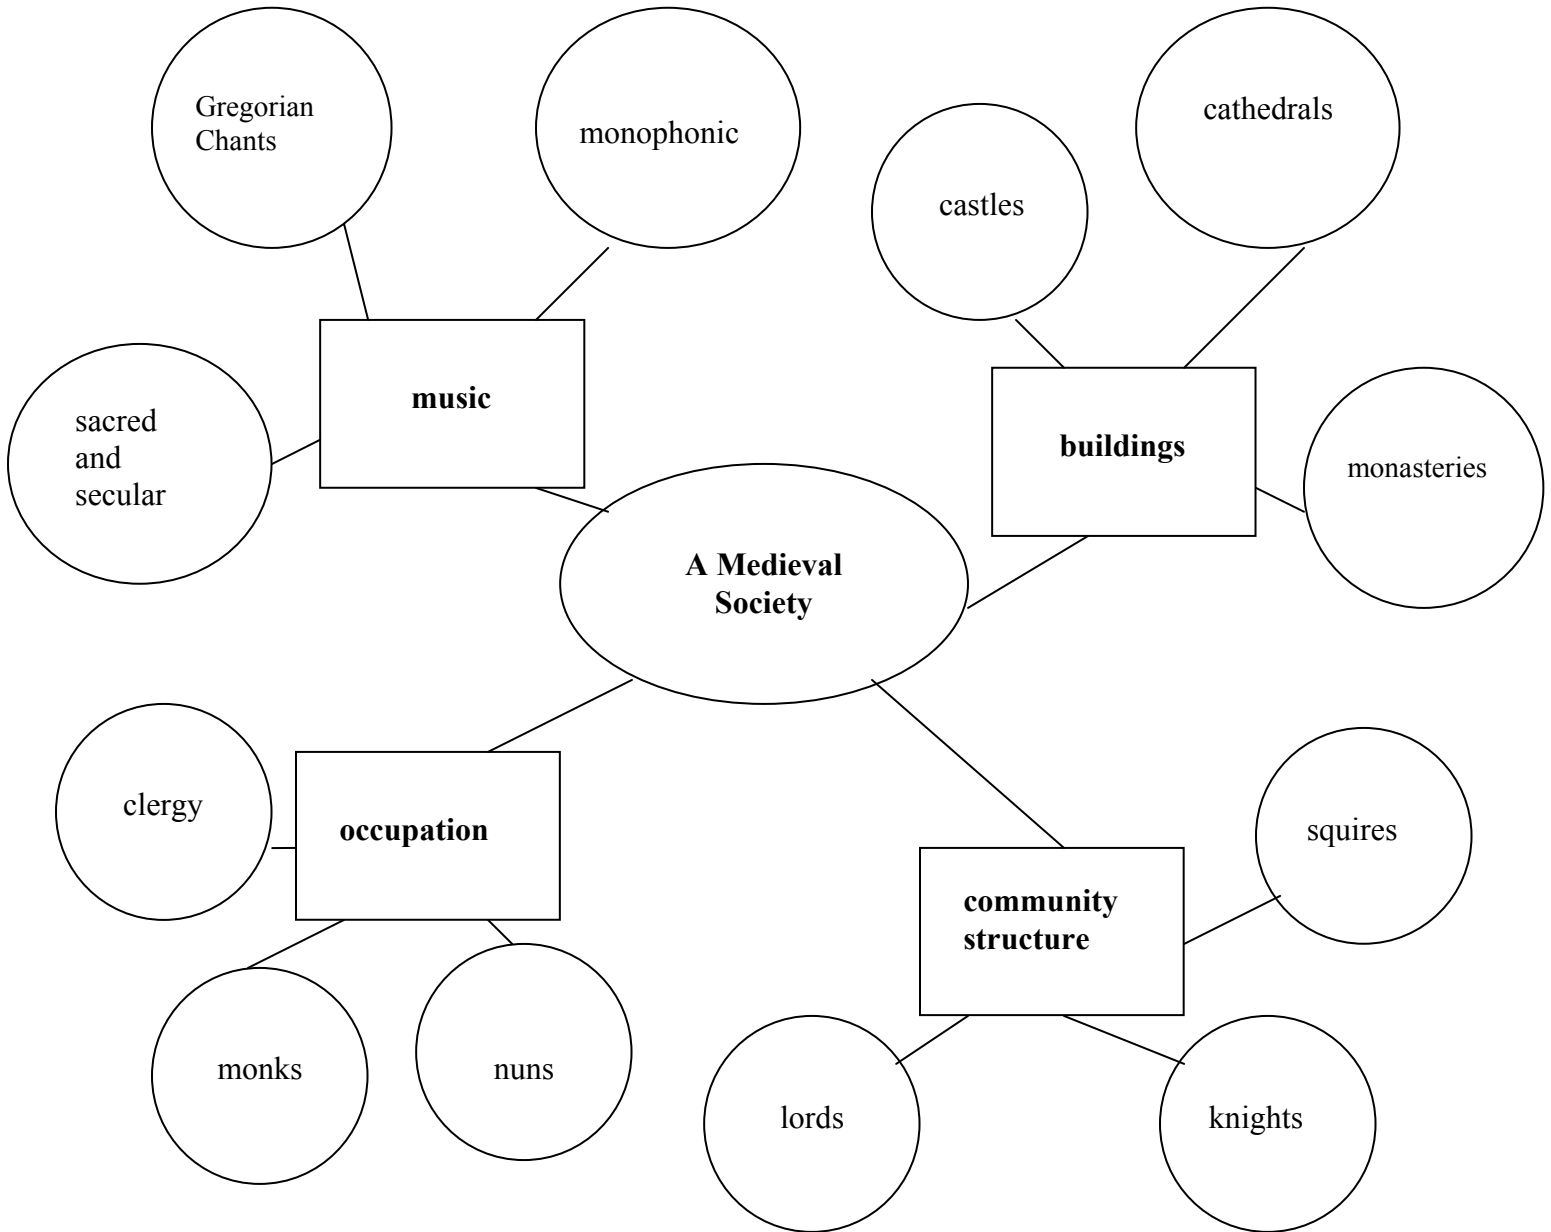 Gregorian
Chants
monophonic
castles
cathedrals
music
sacred
and
secular
buildings
monasteries
A Medieval
Society
clergy
occupation
monks
nuns
community
structure
squires
lords
knights